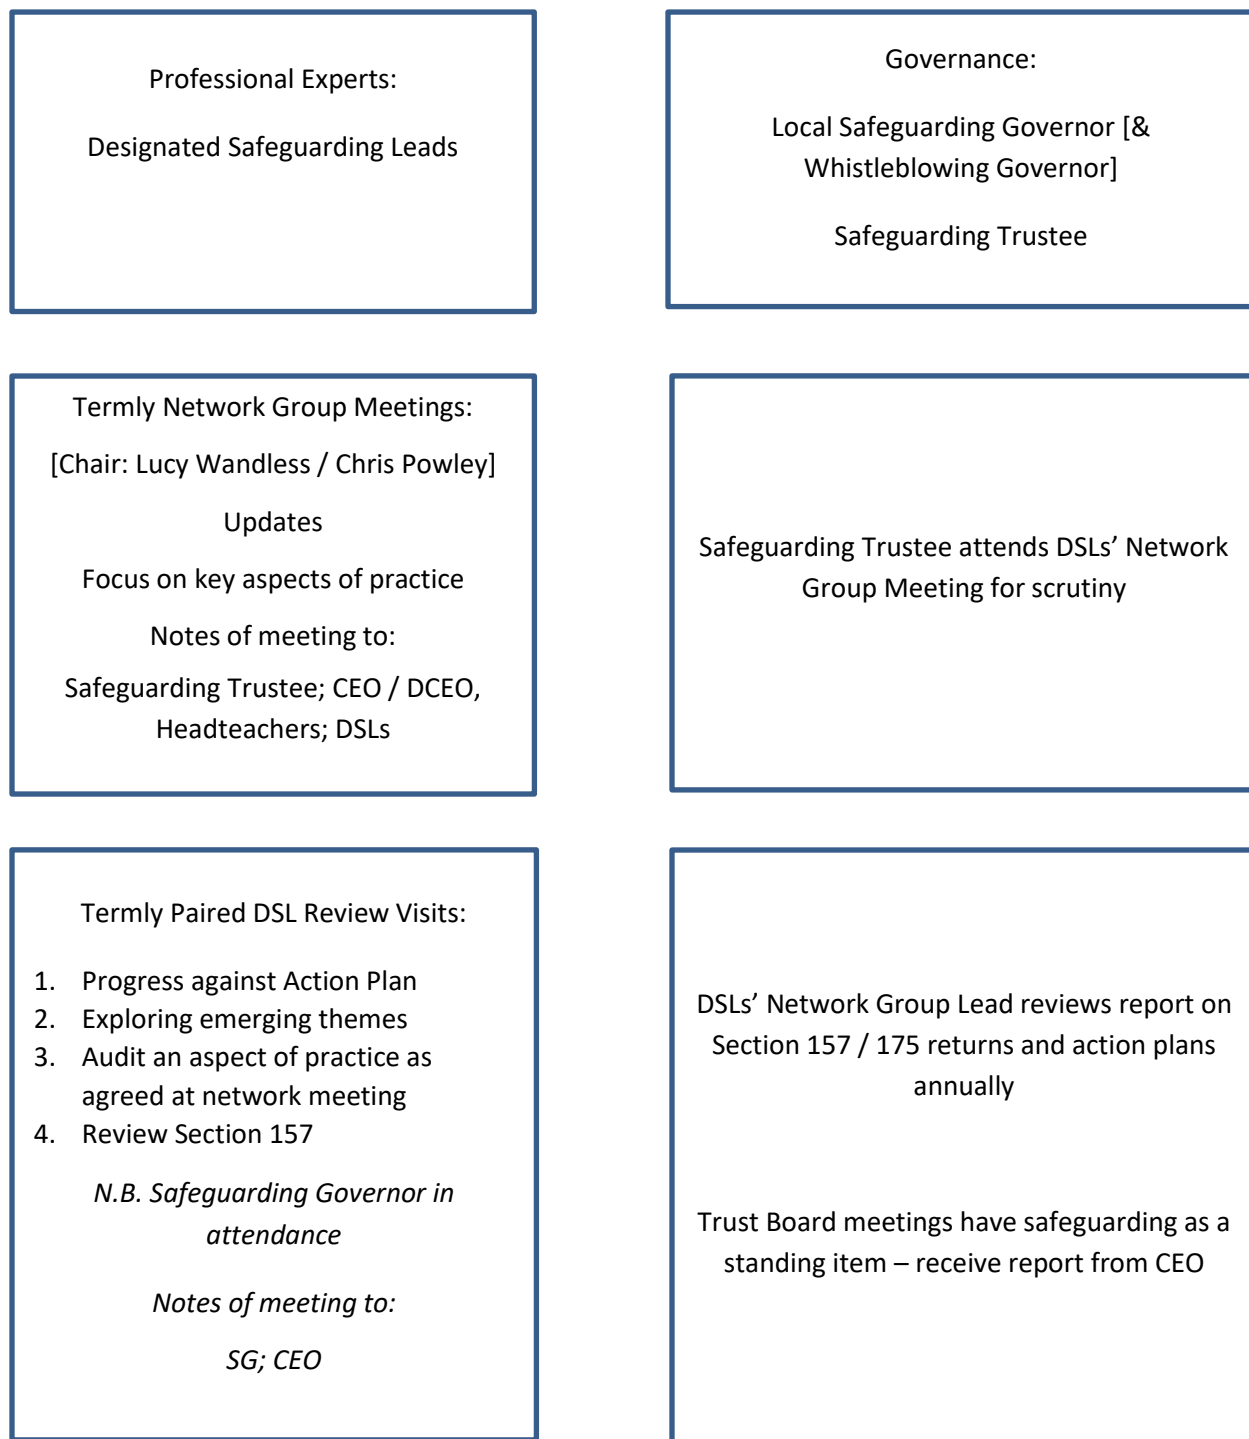 Professional Experts:
Designated Safeguarding Leads
Governance:
Local Safeguarding Governor [&
Whistleblowing Governor]
Safeguarding Trustee
Termly Network Group Meetings:
[Chair: Lucy Wandless / Chris Powley]
Updates
Focus on key aspects of practice
Notes of meeting to:
Safeguarding Trustee; CEO / DCEO,
Headteachers; DSLs
Safeguarding Trustee attends DSLs’ Network
Group Meeting for scrutiny
Termly Paired DSL Review Visits:
1. Progress against Action Plan
2. Exploring emerging themes
3. Audit an aspect of practice as
agreed at network meeting
4. Review Section 157
N.B. Safeguarding Governor in
attendance
Notes of meeting to:
SG; CEO
DSLs’ Network Group Lead reviews report on
Section 157 / 175 returns and action plans
annually
Trust Board meetings have safeguarding as a
standing item – receive report from CEO